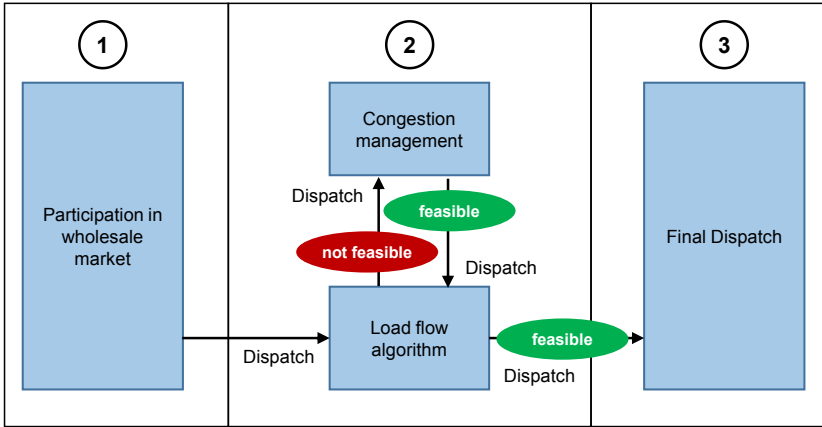 1
2
3
Participation in
wholesale
market
Congestion
management
Dispatch
feasible
not feasible
Dispatch
Final Dispatch
Load flow
algorithm
Dispatch
feasible
Dispatch